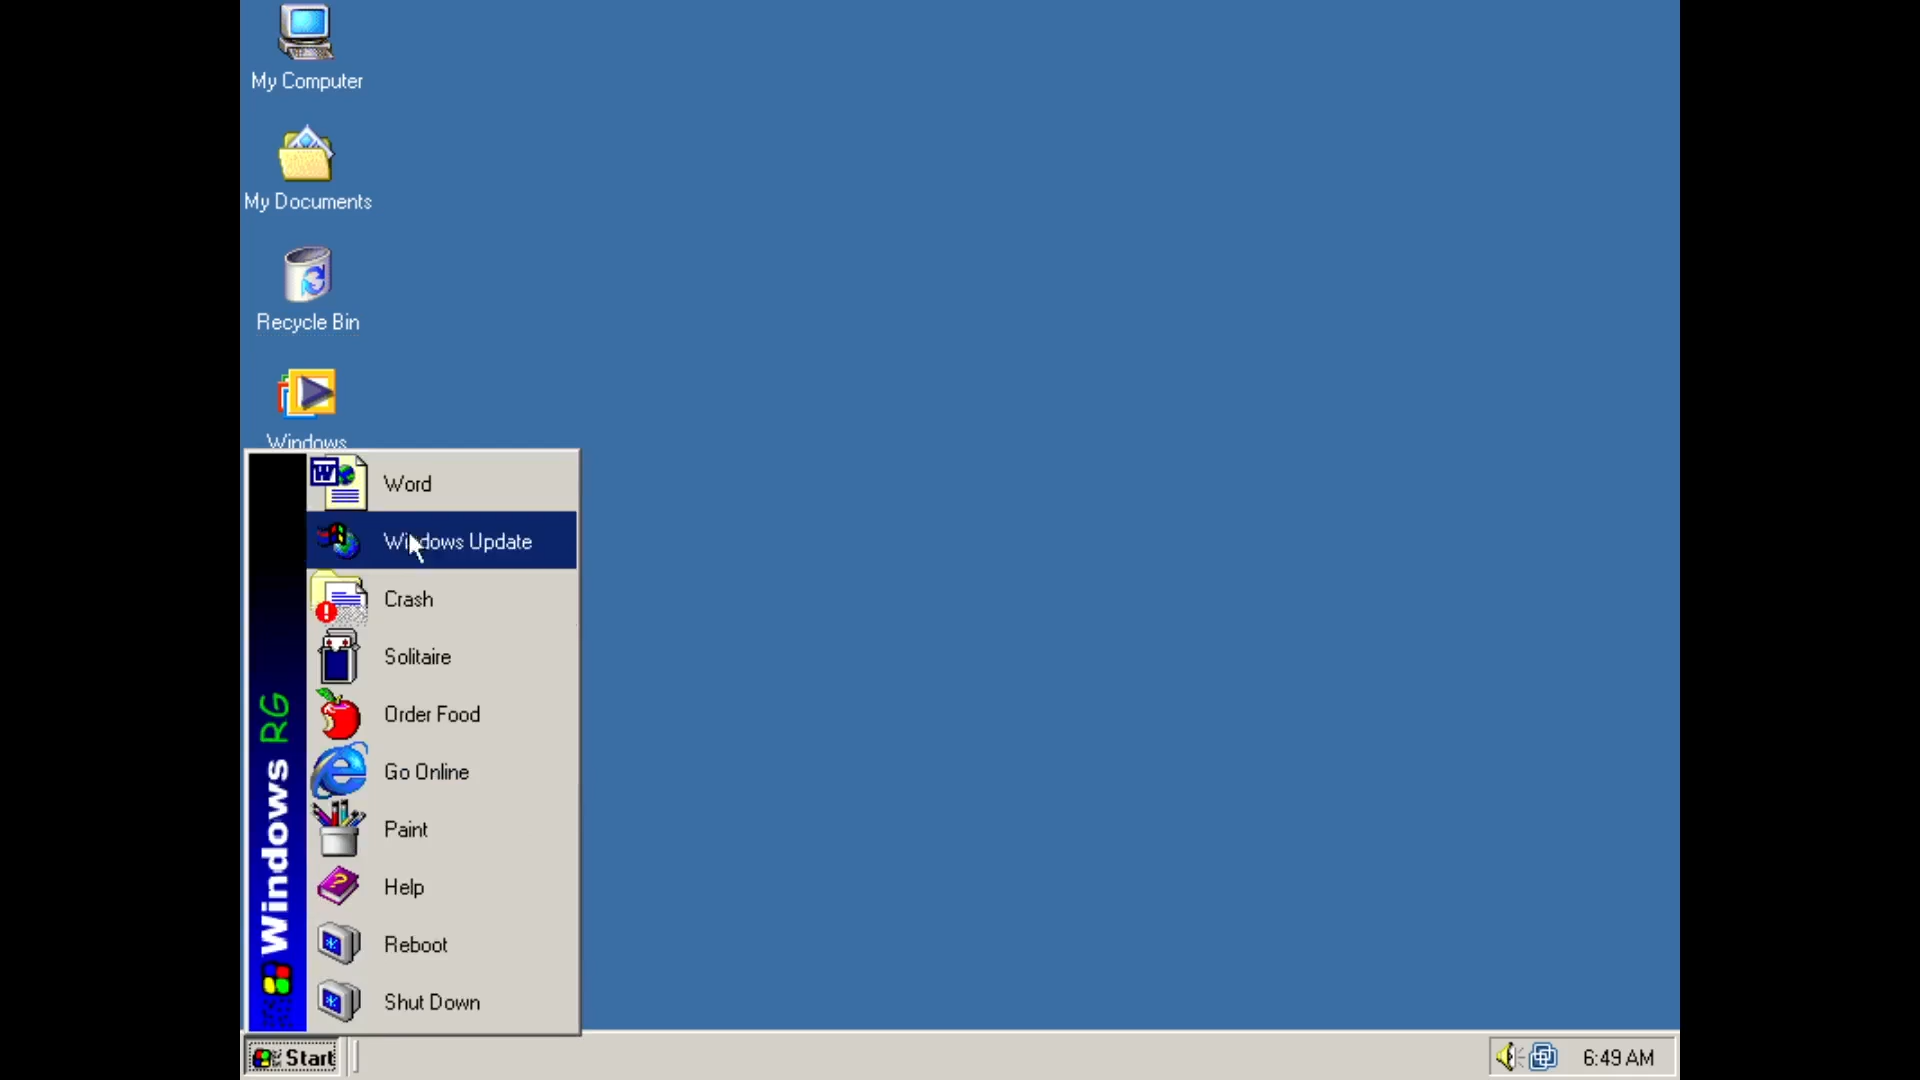 My Computer
My Documents
Recycle Bin
Windows
Word
Windows Update
Crash
Solitaire
Order Food
Go Online
Paint
Help
Reboot
Shut Down
Windows RG
Start
6:49 AM